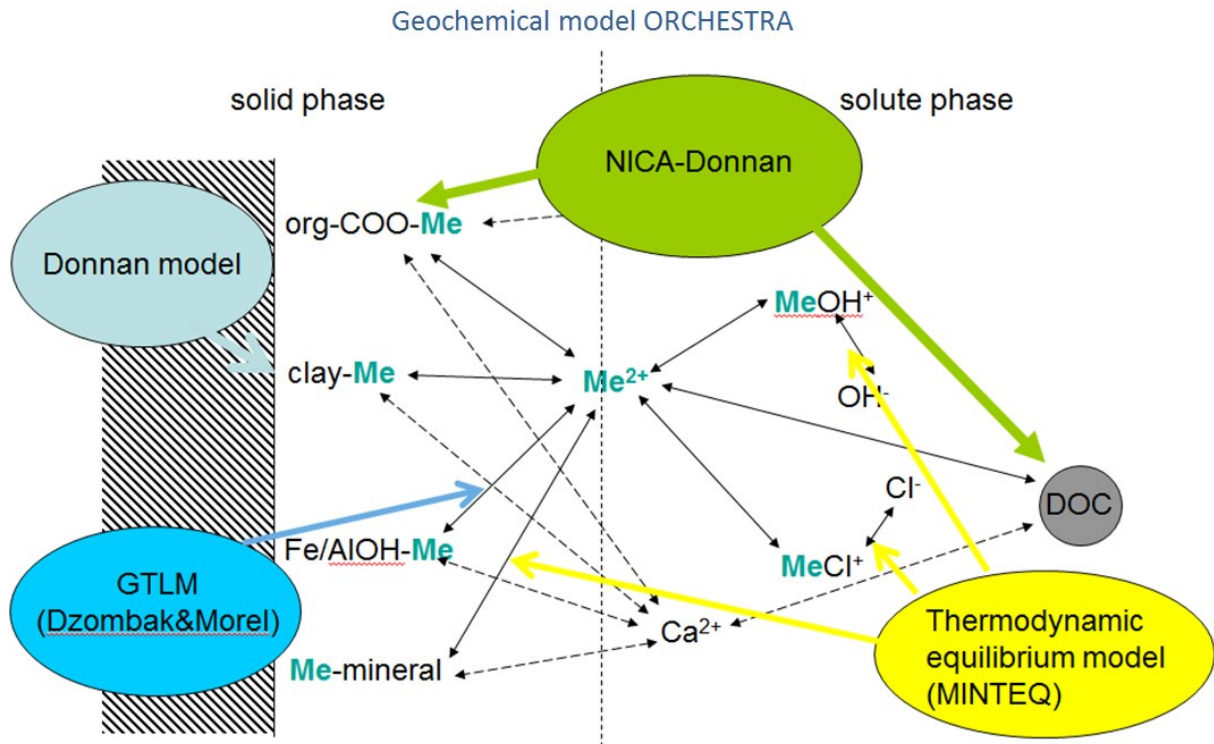 Geochemical model ORCHESTRA
solid phase
solute phase
NICA-Donnan
org-COO-Me
Donnan model
MeOH⁺
clay-Me
Me²⁺
OH⁻
Cl⁻
DOC
Fe/AlOH-Me
MeCl⁺
GTLM
(Dzombak&Morel)
Ca²⁺
Thermodynamic
equilibrium model
(MINTEQ)
Me-mineral